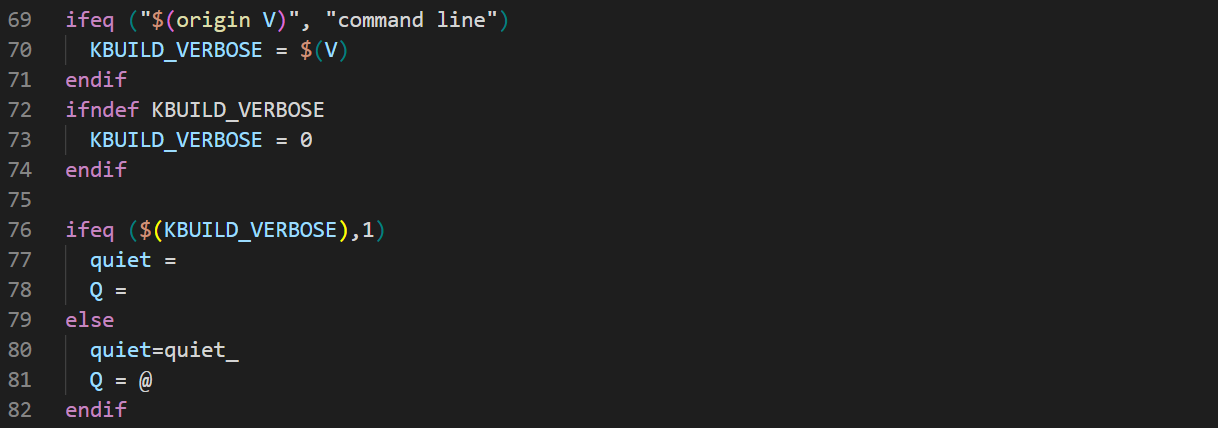 69 ifeq ("$(origin V)", "command line")
70   KBUILD_VERBOSE = $(V)
71 endif
72 ifndef KBUILD_VERBOSE
73   KBUILD_VERBOSE = 0
74 endif
75
76 ifeq ($(KBUILD_VERBOSE),1)
77   quiet =
78   Q =
79 else
80   quiet=quiet_
81   Q = @
82 endif